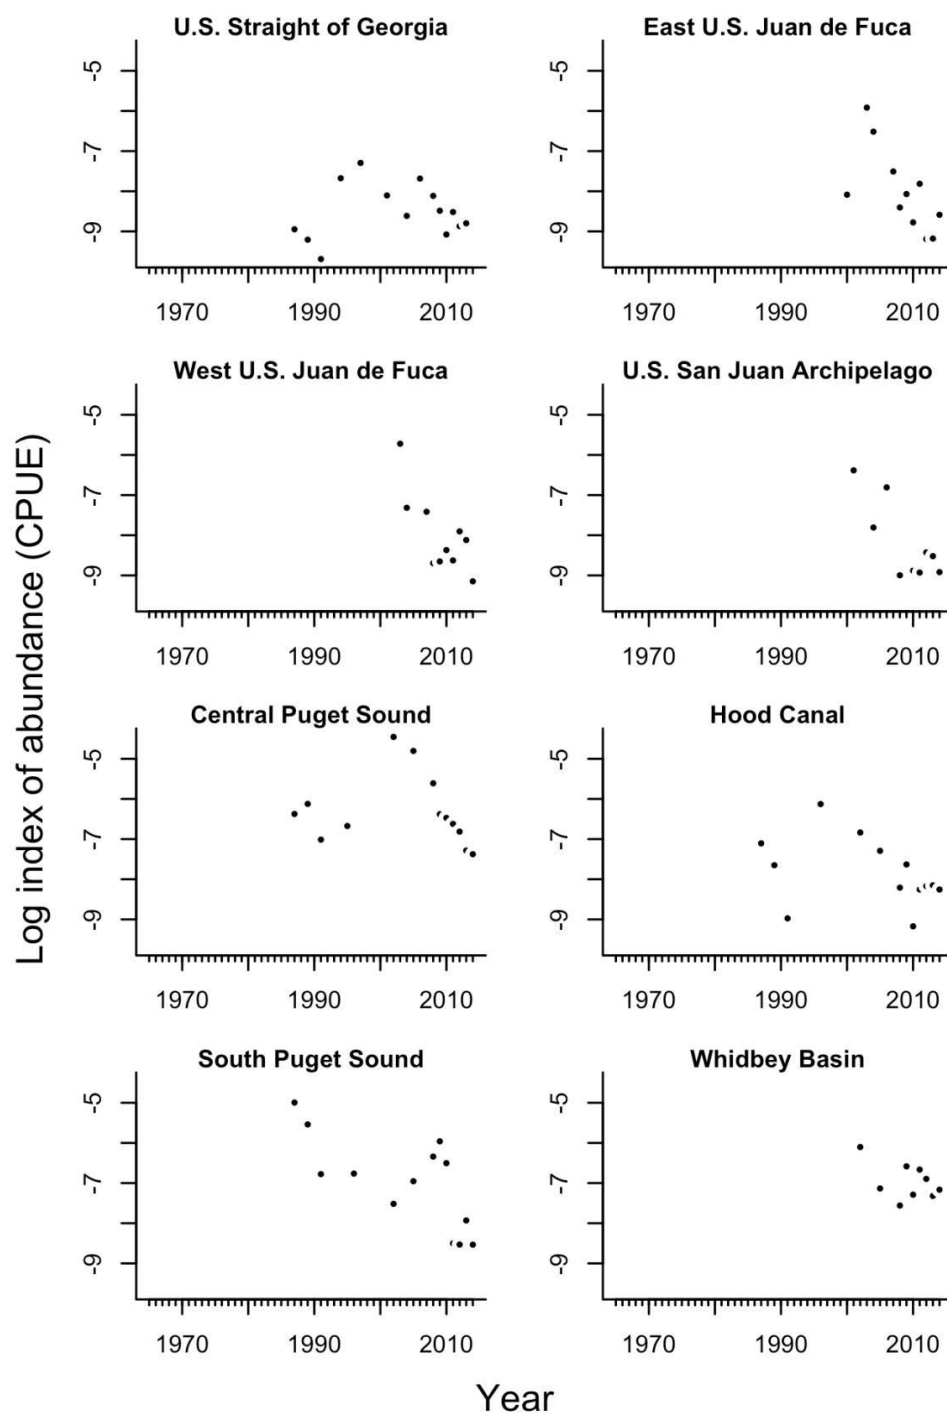 U.S. Straight of Georgia
East U.S. Juan de Fuca
-5
-7
-9
1970 1990 2010
-5
-7
-9
1970 1990 2010
West U.S. Juan de Fuca
U.S. San Juan Archipelago
-5
-7
-9
1970 1990 2010
-5
-7
-9
1970 1990 2010
Central Puget Sound
Hood Canal
-5
-7
-9
1970 1990 2010
-5
-7
-9
1970 1990 2010
South Puget Sound
Whidbey Basin
-5
-7
-9
1970 1990 2010
-5
-7
-9
1970 1990 2010
Log index of abundance (CPUE)
Year